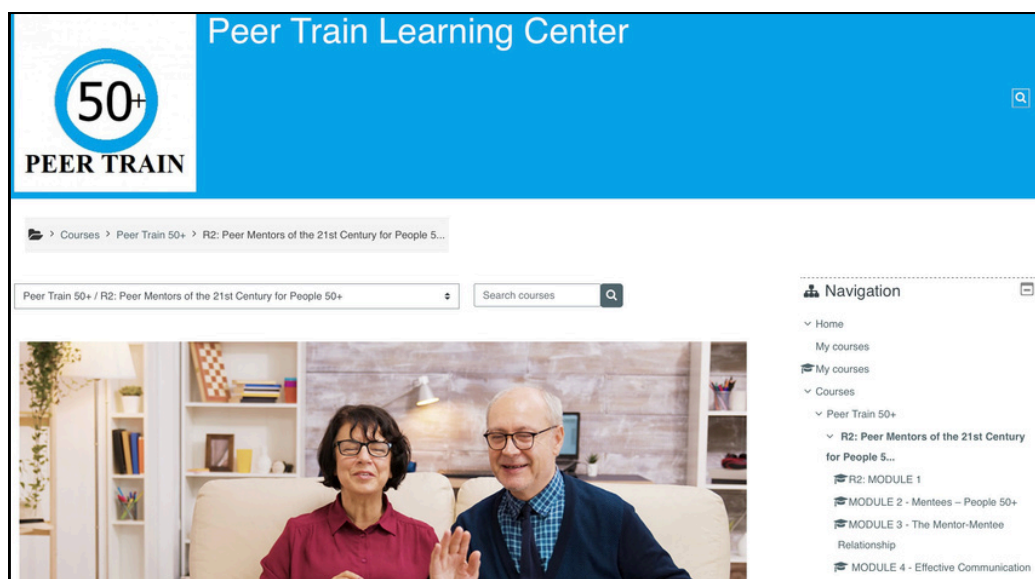 Peer Train Learning Center
50+
PEER TRAIN
Courses > Peer Train 50+ > R2: Peer Mentors of the 21st Century for People 5...
Peer Train 50+ / R2: Peer Mentors of the 21st Century for People 50+
Search courses
Navigation
Home
My courses
My courses
Courses
Peer Train 50+
R2: Peer Mentors of the 21st Century
for People 5...
R2: MODULE 1
MODULE 2 - Mentees – People 50+
MODULE 3 - The Mentor-Mentee
Relationship
MODULE 4 - Effective Communication